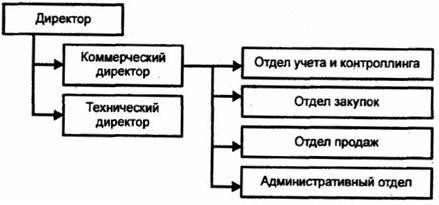 Директор
Коммерческий
директор
Технический
директор
Отдел учета и контроллинга
Отдел закупок
Отдел продаж
Административный отдел